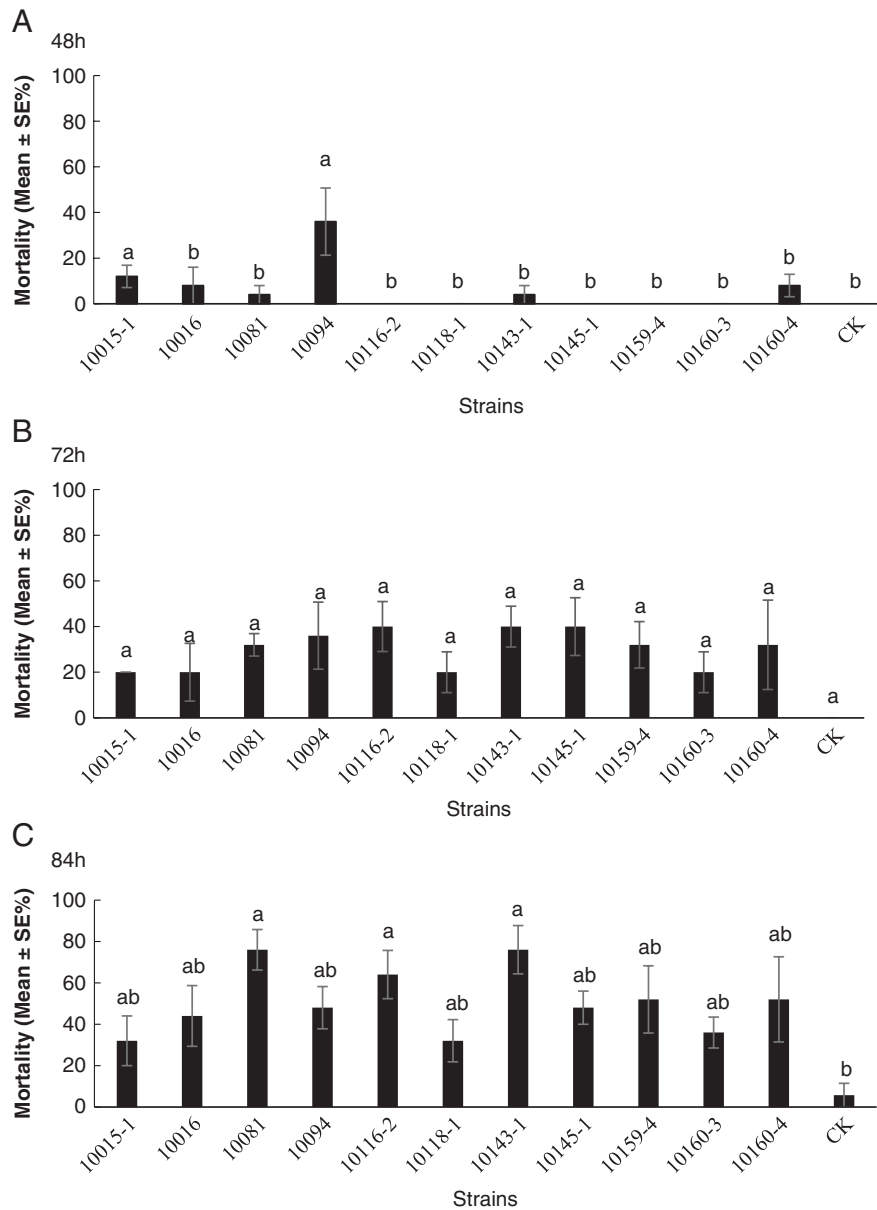 A
48h
Mortality (Mean ± SE%)
100
80
60
40
20
0
a b b a b b b b b b b b
10015-1 10016 10081 10094 10116-2 10118-1 10143-1 10145-1 10159-4 10160-3 10160-4 CK
Strains
B
72h
Mortality (Mean ± SE%)
100
80
60
40
20
0
a a a a a a a a a a a a
10015-1 10016 10081 10094 10116-2 10118-1 10143-1 10145-1 10159-4 10160-3 10160-4 CK
Strains
C
84h
Mortality (Mean ± SE%)
100
80
60
40
20
0
ab ab a ab a ab a ab ab ab ab b
10015-1 10016 10081 10094 10116-2 10118-1 10143-1 10145-1 10159-4 10160-3 10160-4 CK
Strains